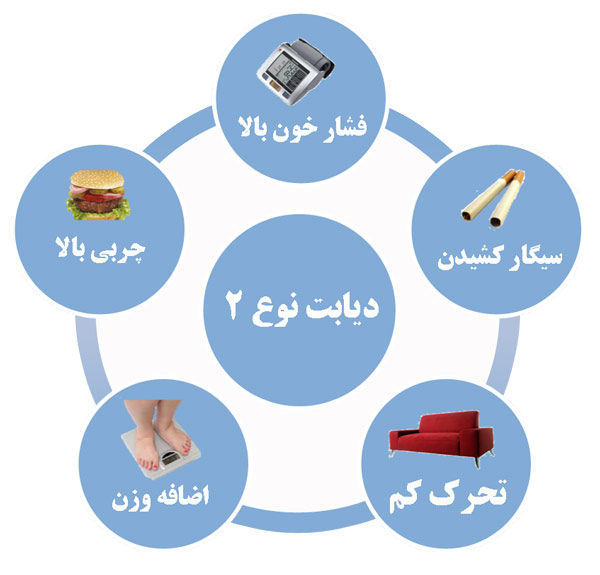 فشار خون بالا
سیگار کشیدن
چربی بالا
دیابت نوع ۲
تحرک کم
اضافه وزن